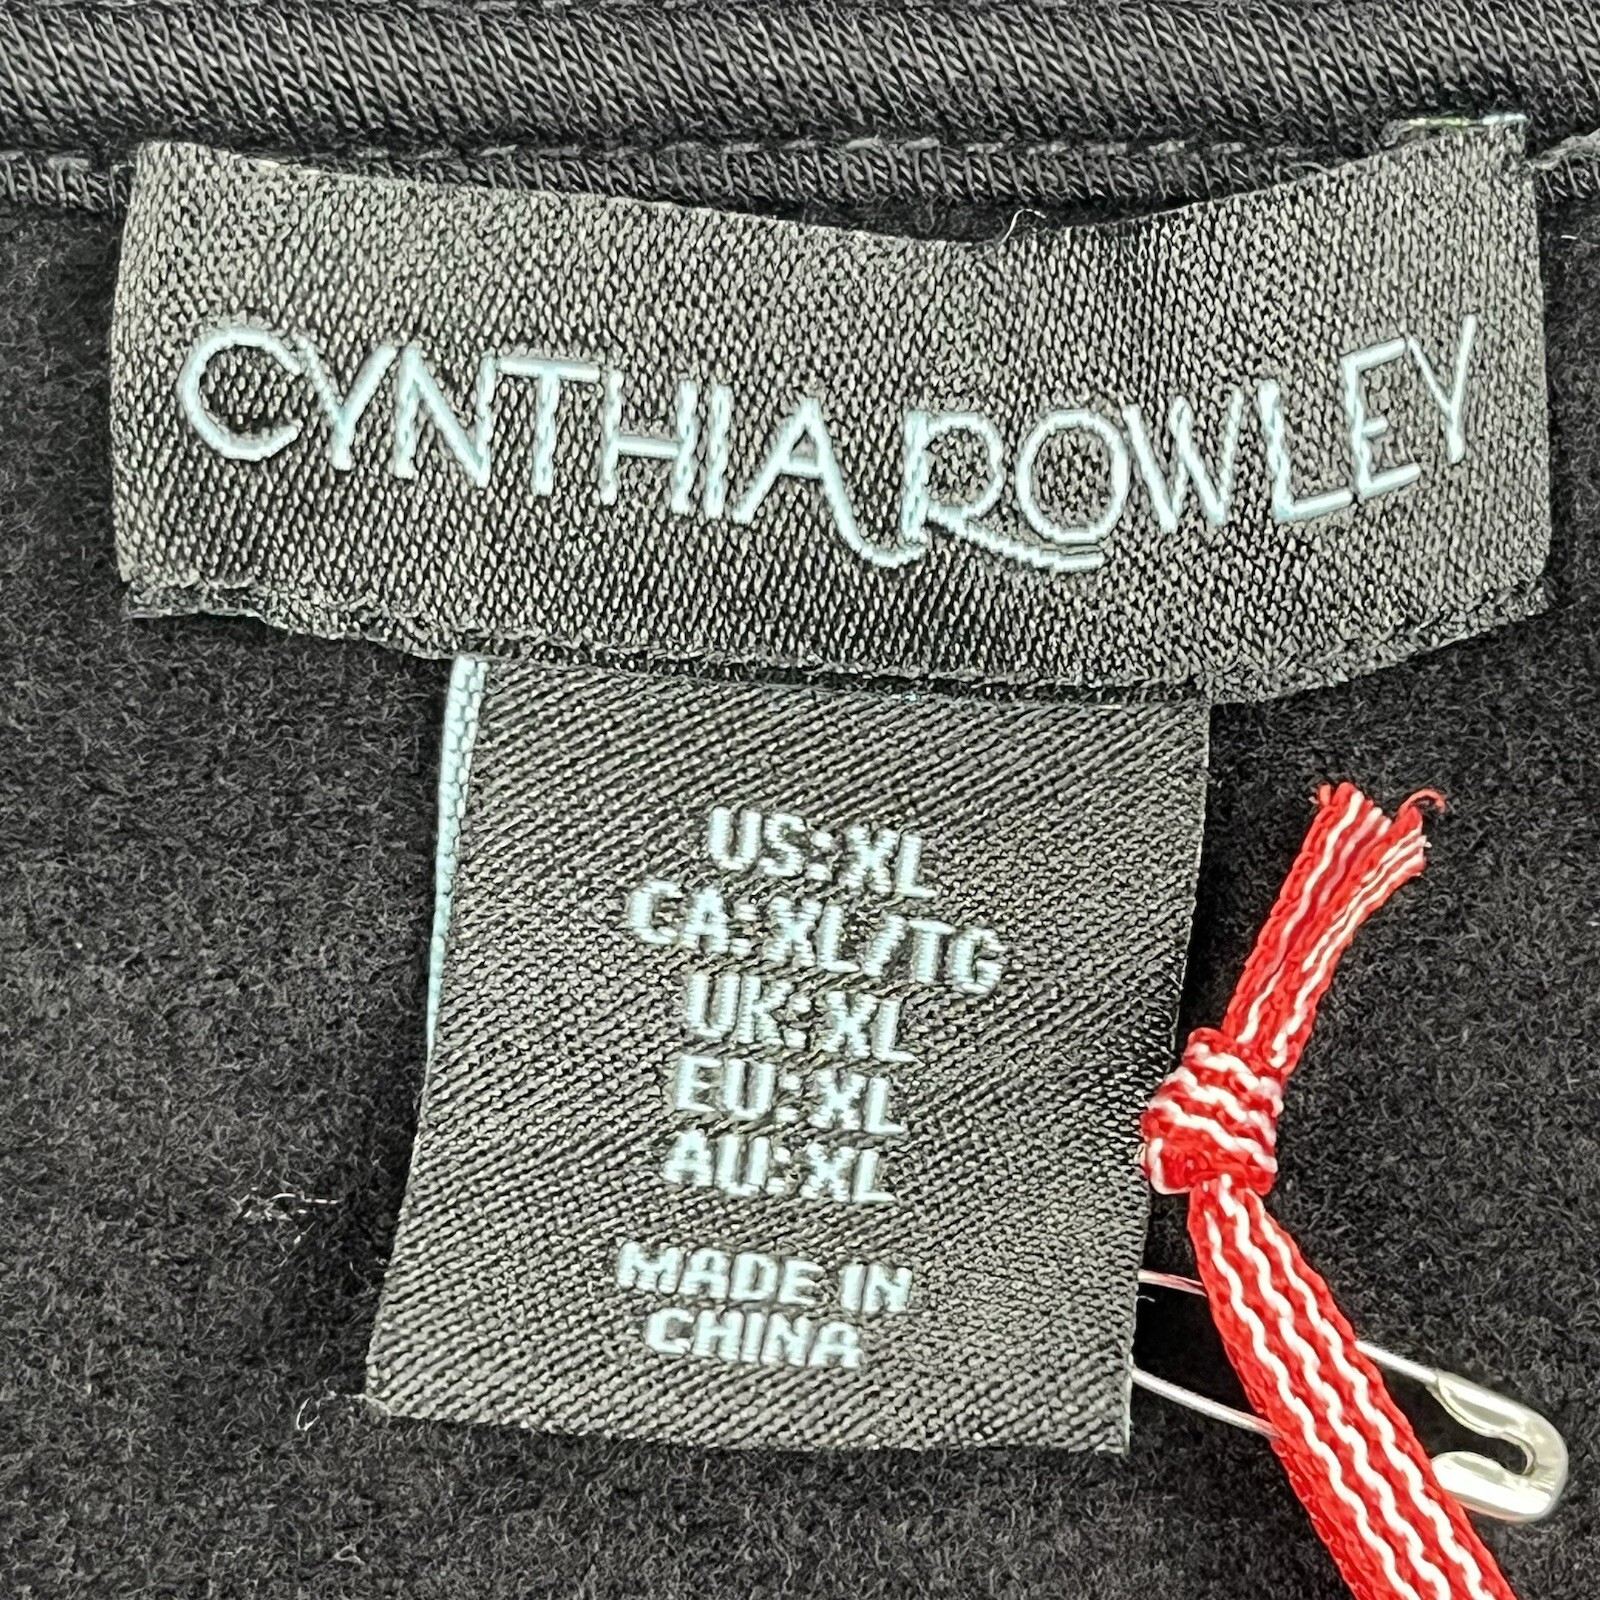 CYNTHIA ROWLEY
US: XL
CA: XL/TG
UK: XL
EU: XL
AU: XL
MADE IN
CHINA